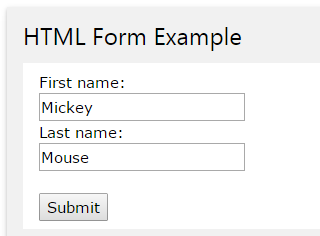 HTML Form Example
First name:
Mickey
Last name:
Mouse
Submit